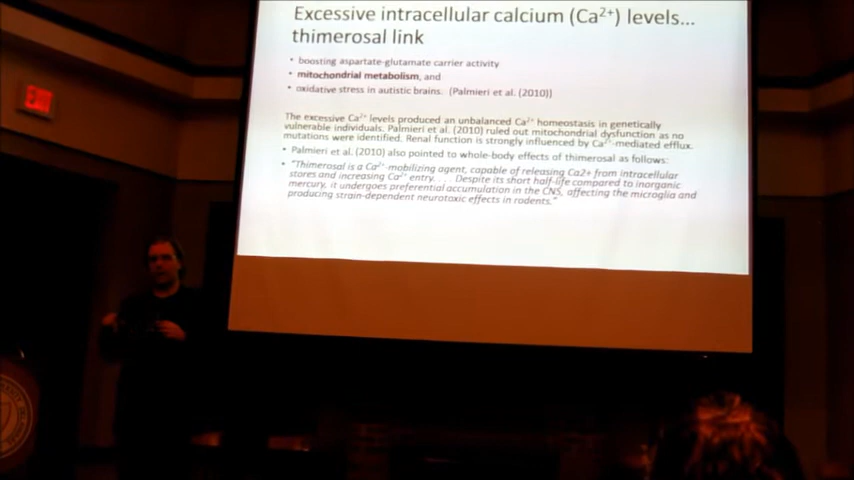 Excessive intracellular calcium (Ca²⁺) levels...
thimerosal link
• boosting aspartate-glutamate carrier activity
• mitochondrial metabolism, and
• oxidative stress in autistic brains. (Palmieri et al. (2010))
The excessive Ca²⁺ levels produced an unbalanced Ca²⁺ homeostasis in genetically
vulnerable individuals. Palmieri et al. (2010) ruled out mitochondrial dysfunction as no
mutations were identified. Renal function is strongly influenced by Ca²⁺-mediated efflux.
• Palmieri et al. (2010) also pointed to whole-body effects of thimerosal as follows:
• "Thimerosal is a Ca²⁺-mobilizing agent, capable of releasing Ca2+ from intracellular
stores and increasing Ca²⁺ entry. . . . Despite its short half-life compared to inorganic
mercury, it undergoes preferential accumulation in the CNS, affecting the microglia and
producing strain-dependent neurotoxic effects in rodents."
EXIT